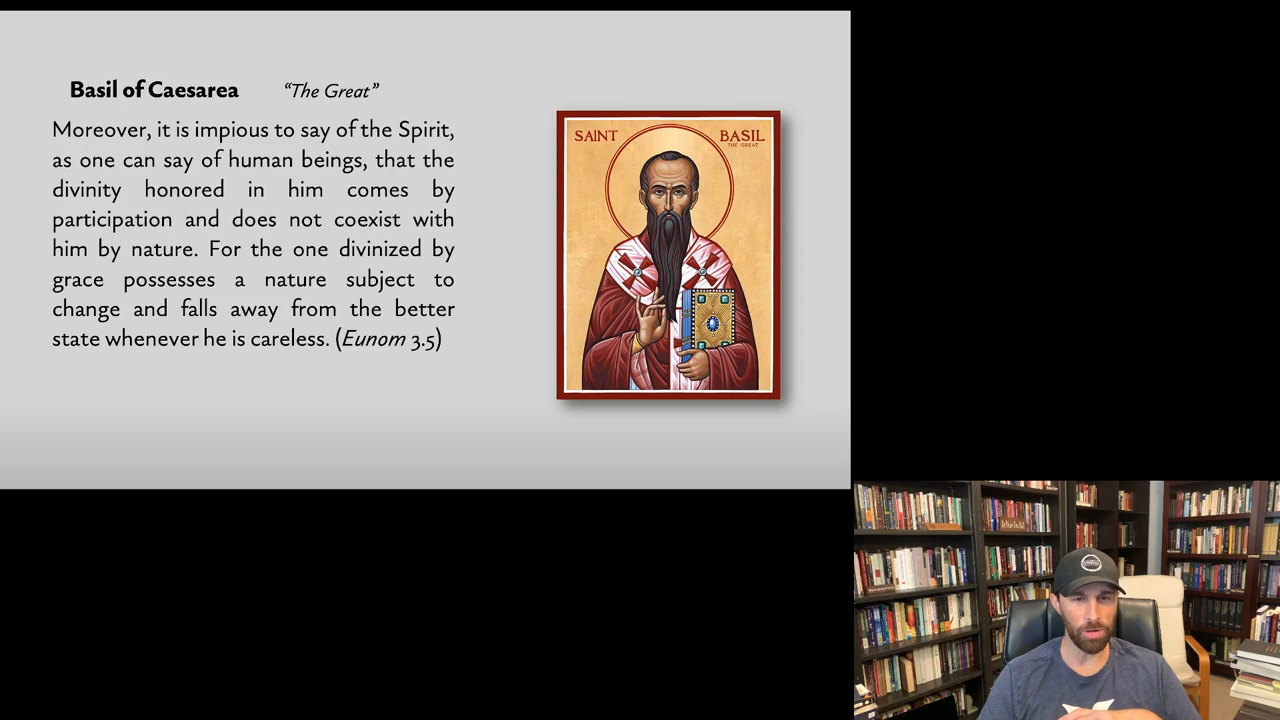 Basil of Caesarea “The Great”
Moreover, it is impious to say of the Spirit,
as one can say of human beings, that the
divinity honored in him comes by
participation and does not coexist with
him by nature. For the one divinized by
grace possesses a nature subject to
change and falls away from the better
state whenever he is careless. (Eunom 3.5)
SAINT BASIL
THE GREAT